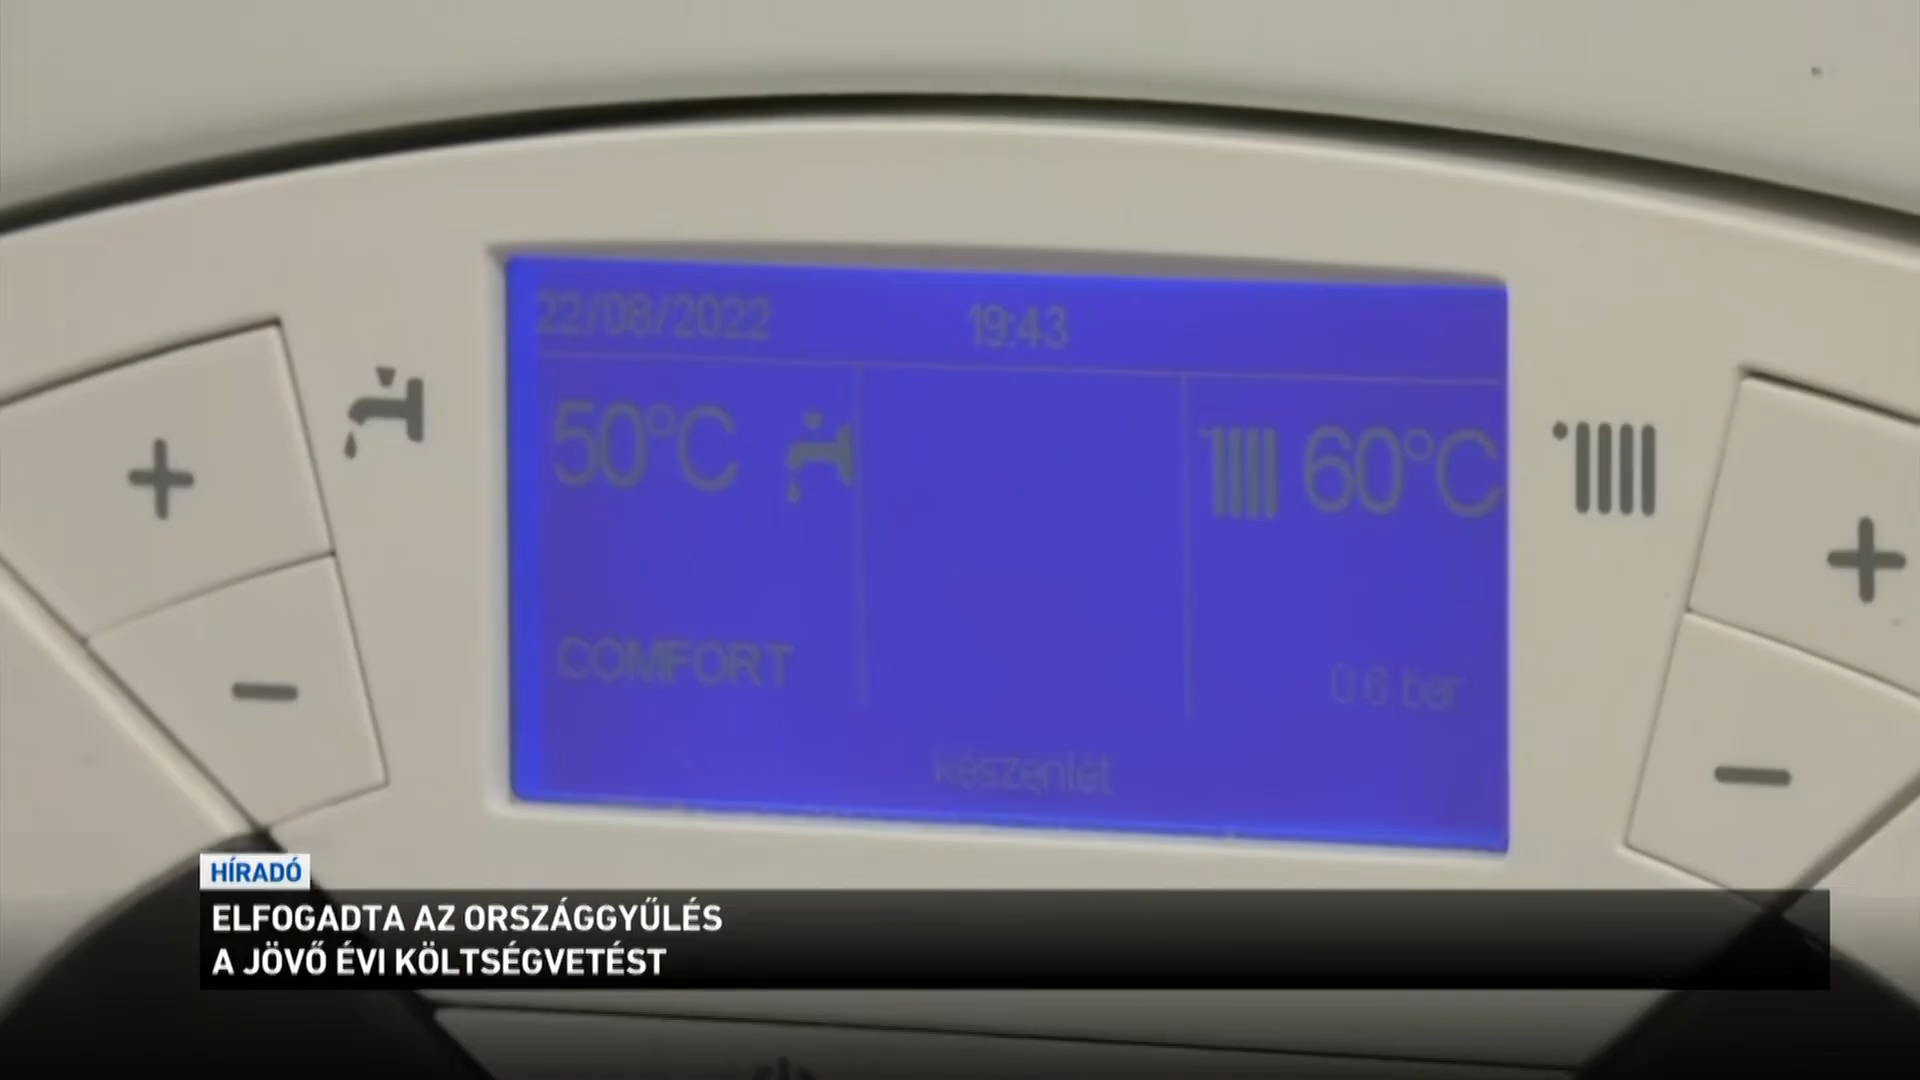 22/08/2022 19:43
50°C 60°C
COMFORT 0.6 bar
készenlét
HÍRADÓ
ELFOGADTA AZ ORSZÁGGYŰLÉS
A JÖVŐ ÉVI KÖLTSÉGVETÉST